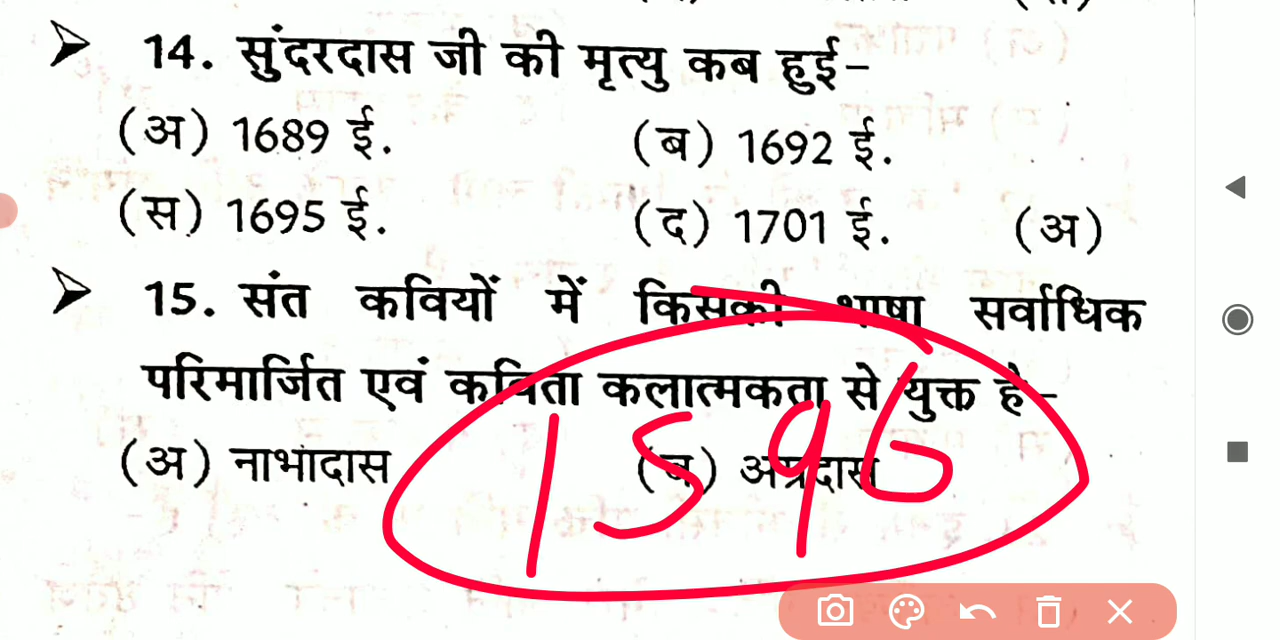 14. सुंदरदास जी की मृत्यु कब हुई-
(अ) 1689 ई. (ब) 1692 ई.
(स) 1695 ई. (द) 1701 ई. (अ)
15. संत कवियों में किसकी भाषा सर्वाधिक
परिमार्जित एवं कविता कलात्मकता से युक्त है-
(अ) नाभादास (ब) अग्रदास
1596